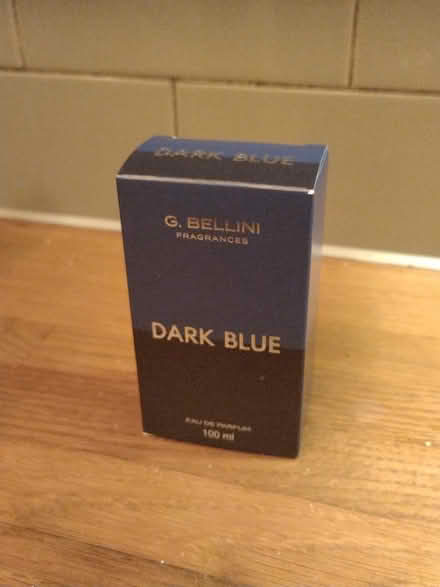 DARK BLUE
G. BELLINI
FRAGRANCES
DARK BLUE
EAU DE PARFUM
100 ml